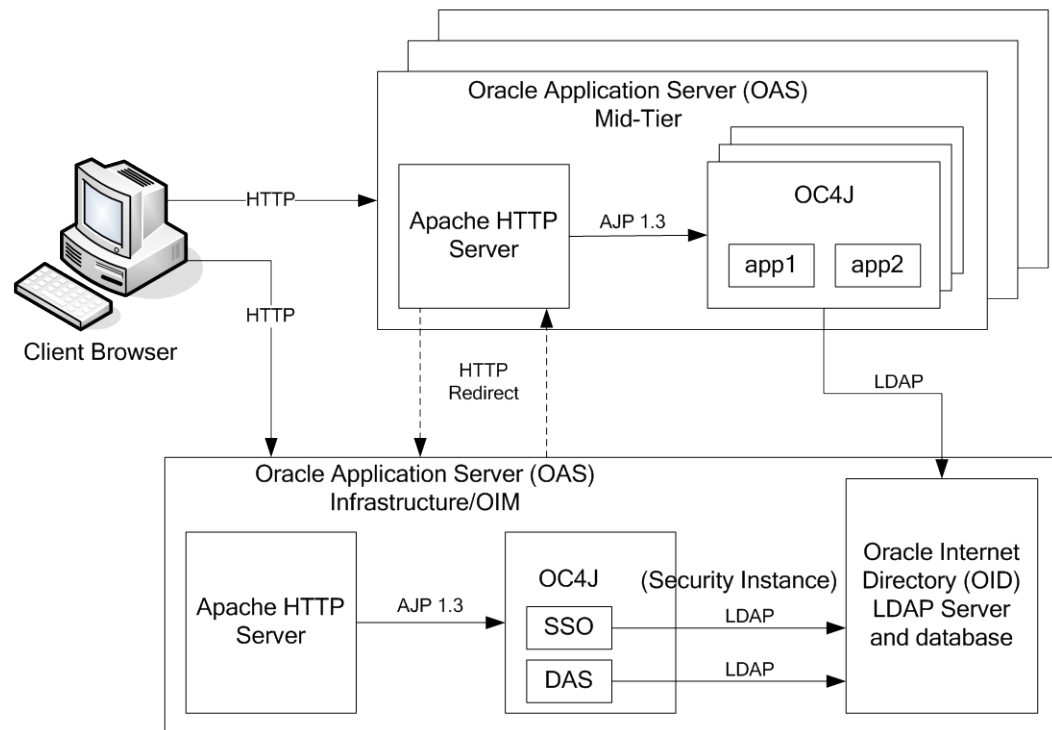 Oracle Application Server (OAS)
Mid-Tier
HTTP
Apache HTTP
Server
AJP 1.3
OC4J
app1
app2
HTTP
Client Browser
HTTP
Redirect
LDAP
Oracle Application Server (OAS)
Infrastructure/OIM
Apache HTTP
Server
AJP 1.3
OC4J
(Security Instance)
SSO
LDAP
DAS
LDAP
Oracle Internet
Directory (OID)
LDAP Server
and database